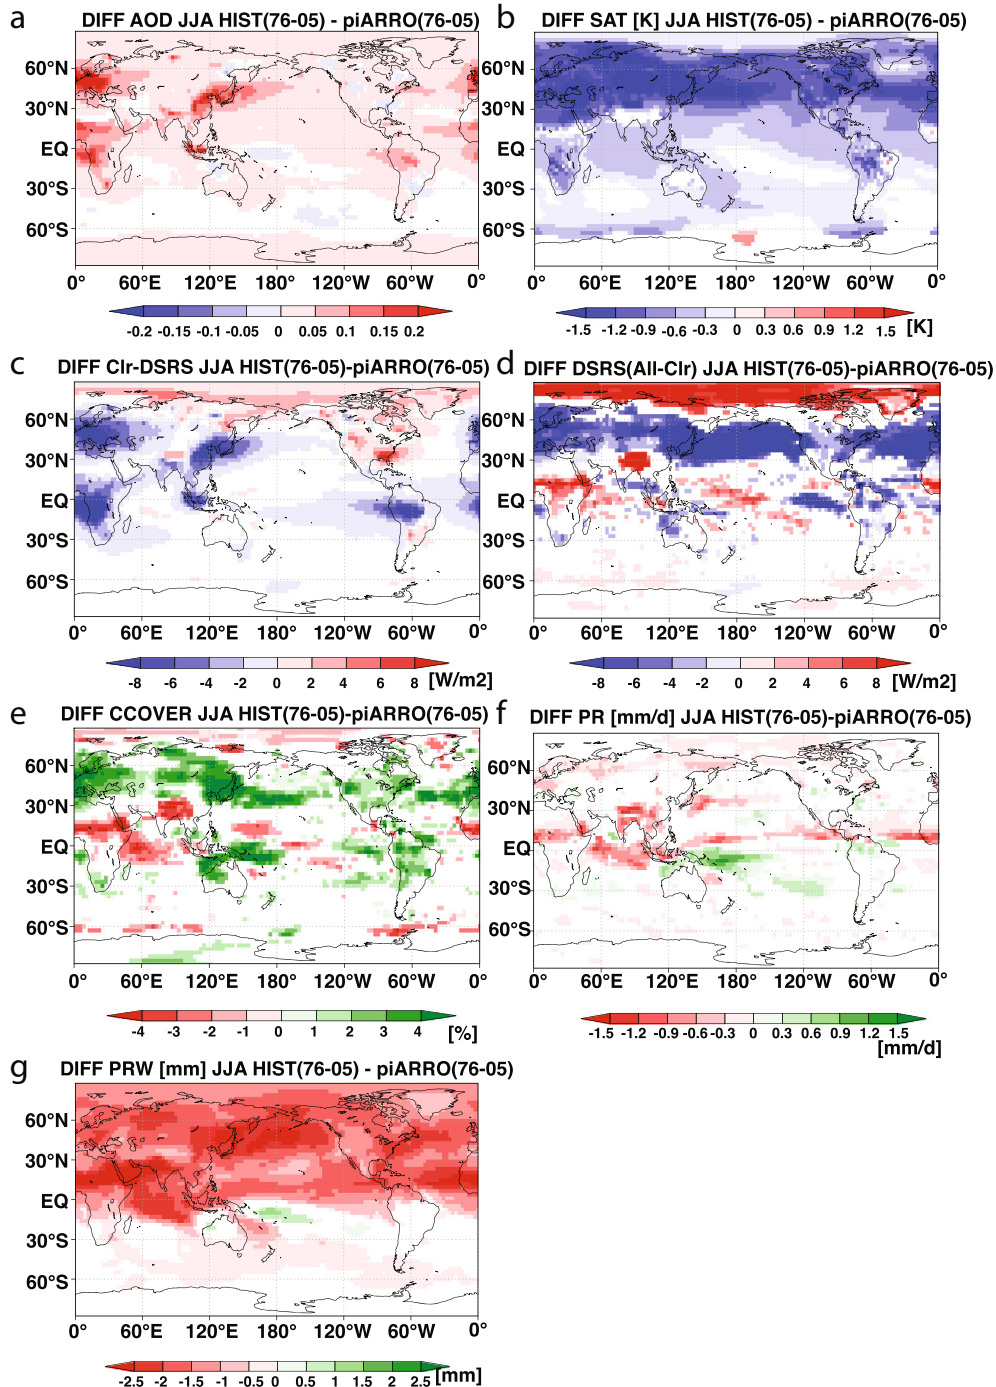 a
DIFF AOD JJA HIST(76-05) - piARRO(76-05)
60°N
30°N
EQ
30°S
60°S
0° 60°E 120°E 180° 120°W 60°W 0°
-0.2 -0.15 -0.1 -0.05 0 0.05 0.1 0.15 0.2
b
DIFF SAT [K] JJA HIST(76-05) - piARRO(76-05)
60°N
30°N
EQ
30°S
60°S
0° 60°E 120°E 180° 120°W 60°W 0°
-1.5 -1.2 -0.9 -0.6 -0.3 0 0.3 0.6 0.9 1.2 1.5 [K]
c
DIFF Clr-DSRS JJA HIST(76-05)-piARRO(76-05)
60°N
30°N
EQ
30°S
60°S
0° 60°E 120°E 180° 120°W 60°W 0°
-8 -6 -4 -2 0 2 4 6 8 [W/m2]
d
DIFF DSRS(All-Clr) JJA HIST(76-05)-piARRO(76-05)
60°N
30°N
EQ
30°S
60°S
0° 60°E 120°E 180° 120°W 60°W 0°
-8 -6 -4 -2 0 2 4 6 8 [W/m2]
e
DIFF CCOVER JJA HIST(76-05)-piARRO(76-05)
60°N
30°N
EQ
30°S
60°S
0° 60°E 120°E 180° 120°W 60°W 0°
-4 -3 -2 -1 0 1 2 3 4 [%]
f
DIFF PR [mm/d] JJA HIST(76-05)-piARRO(76-05)
60°N
30°N
EQ
30°S
60°S
0° 60°E 120°E 180° 120°W 60°W 0°
-1.5 -1.2 -0.9 -0.6 -0.3 0 0.3 0.6 0.9 1.2 1.5
[mm/d]
g
DIFF PRW [mm] JJA HIST(76-05) - piARRO(76-05)
60°N
30°N
EQ
30°S
60°S
0° 60°E 120°E 180° 120°W 60°W 0°
-2.5 -2 -1.5 -1 -0.5 0 0.5 1 1.5 2 2.5 [mm]